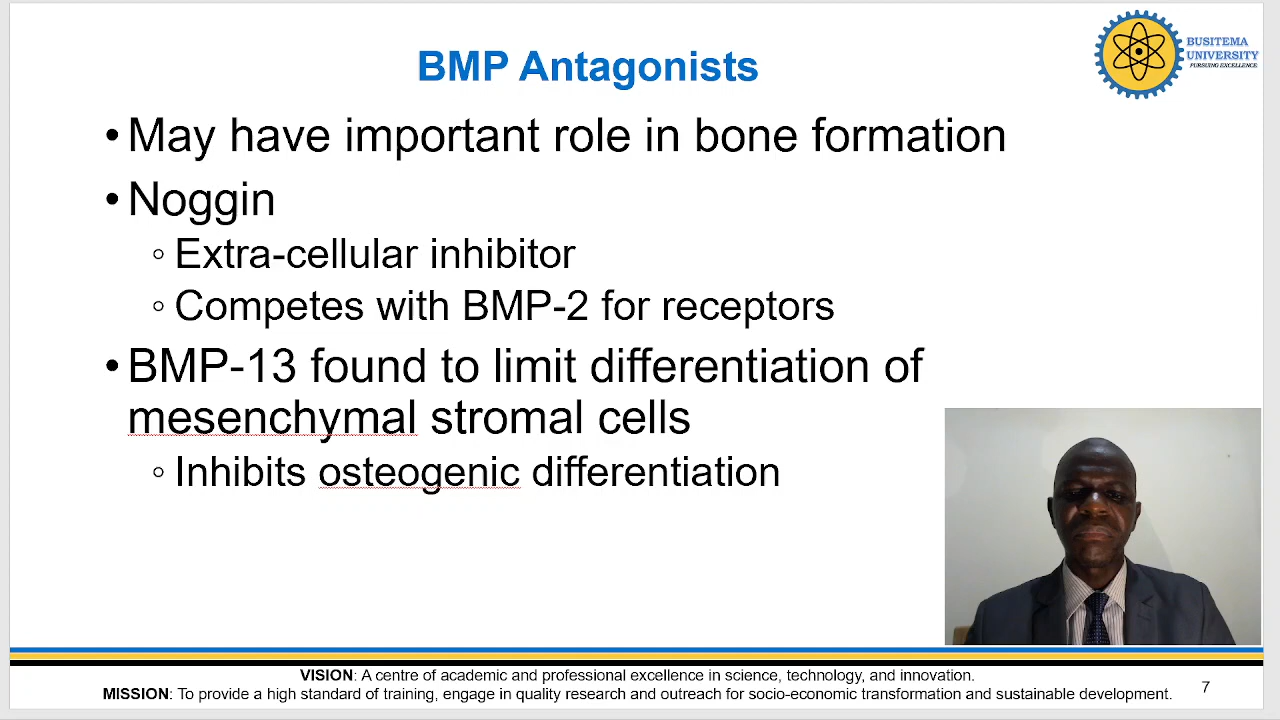 BMP Antagonists
BUSITEMA
UNIVERSITY
PURSUING EXCELLENCE
• May have important role in bone formation
• Noggin
◦ Extra-cellular inhibitor
◦ Competes with BMP-2 for receptors
• BMP-13 found to limit differentiation of
mesenchymal stromal cells
◦ Inhibits osteogenic differentiation
VISION: A centre of academic and professional excellence in science, technology, and innovation.
MISSION: To provide a high standard of training, engage in quality research and outreach for socio-economic transformation and sustainable development.
7